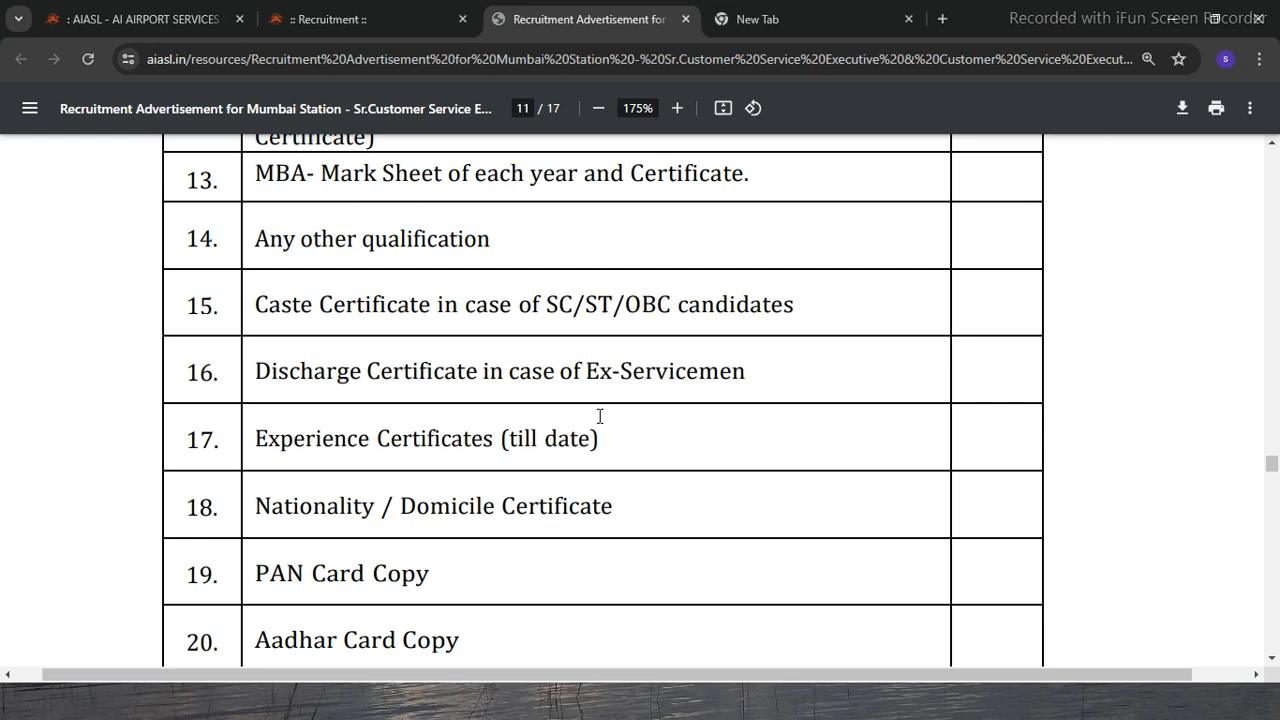 : AIASL - AI AIRPORT SERVICES
:: Recruitment ::
Recruitment Advertisement for
New Tab
Recorded with iFun Screen Recorder
aiasl.in/resources/Recruitment%20Advertisement%20for%20Mumbai%20Station%20-%20Sr.Customer%20Service%20Executive%20&%20Customer%20Service%20Execut...
S
Recruitment Advertisement for Mumbai Station - Sr.Customer Service E...
11 / 17
175%
Certificate)
13. MBA- Mark Sheet of each year and Certificate.
14. Any other qualification
15. Caste Certificate in case of SC/ST/OBC candidates
16. Discharge Certificate in case of Ex-Servicemen
17. Experience Certificates (till date)
18. Nationality / Domicile Certificate
19. PAN Card Copy
20. Aadhar Card Copy